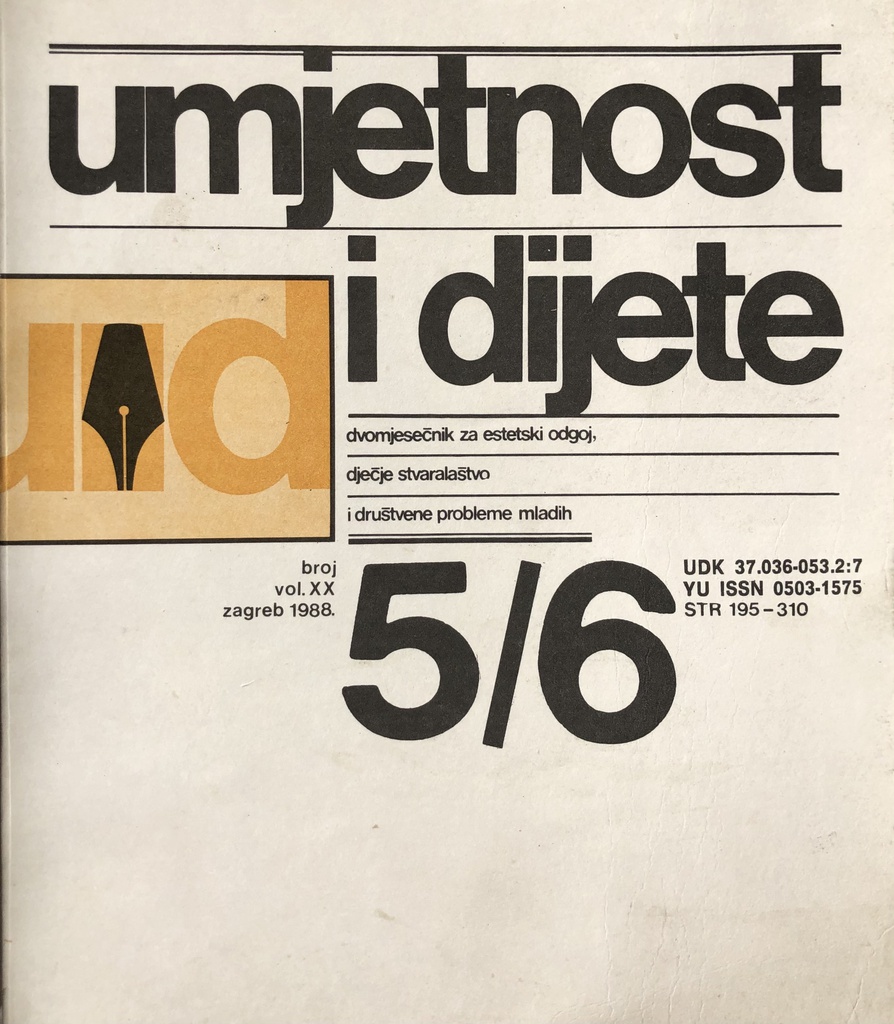 umjetnost
i dijete
uid
dvomjesečnik za estetski odgoj,
dječje stvaralaštvo
i društvene probleme mladih
broj
vol. XX
zagreb 1988.
5/6
UDK 37.036-053.2:7
YU ISSN 0503-1575
STR 195–310